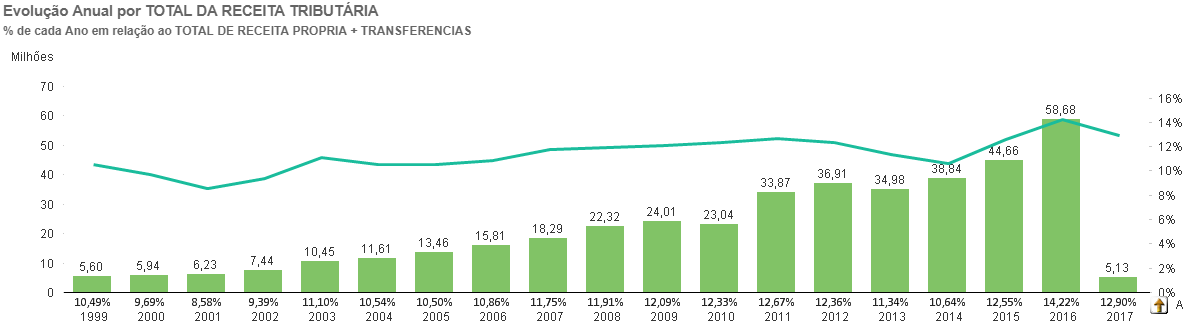 Evolução Anual por TOTAL DA RECEITA TRIBUTÁRIA
% de cada Ano em relação ao TOTAL DE RECEITA PROPRIA + TRANSFERENCIAS
Milhões
70
60
50
40
30
20
10
0
16%
14%
12%
10%
8%
6%
4%
2%
0%
5,60 5,94 6,23 7,44 10,45 11,61 13,46 15,81 18,29 22,32 24,01 23,04 33,87 36,91 34,98 38,84 44,66 58,68 5,13
10,49% 9,69% 8,58% 9,39% 11,10% 10,54% 10,50% 10,86% 11,75% 11,91% 12,09% 12,33% 12,67% 12,36% 11,34% 10,64% 12,55% 14,22% 12,90%
1999 2000 2001 2002 2003 2004 2005 2006 2007 2008 2009 2010 2011 2012 2013 2014 2015 2016 2017
A